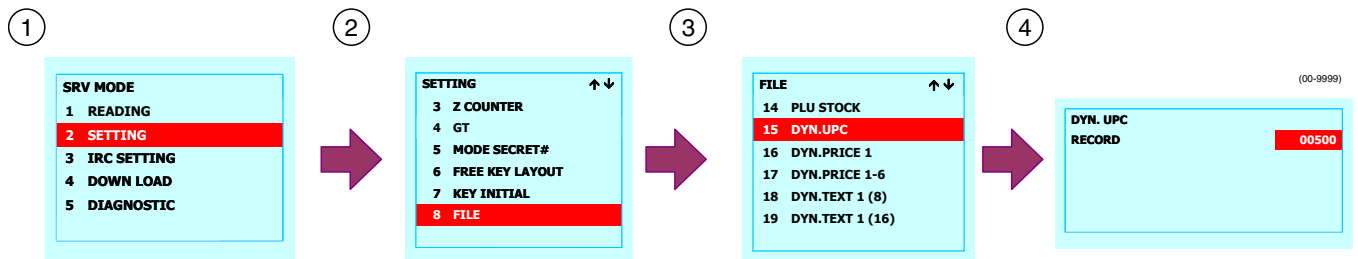 1
SRV MODE
1 READING
2 SETTING
3 IRC SETTING
4 DOWN LOAD
5 DIAGNOSTIC
2
SETTING ↑↓
3 Z COUNTER
4 GT
5 MODE SECRET#
6 FREE KEY LAYOUT
7 KEY INITIAL
8 FILE
3
FILE ↑↓
14 PLU STOCK
15 DYN.UPC
16 DYN.PRICE 1
17 DYN.PRICE 1-6
18 DYN.TEXT 1 (8)
19 DYN.TEXT 1 (16)
4
(00-9999)
DYN. UPC
RECORD 00500